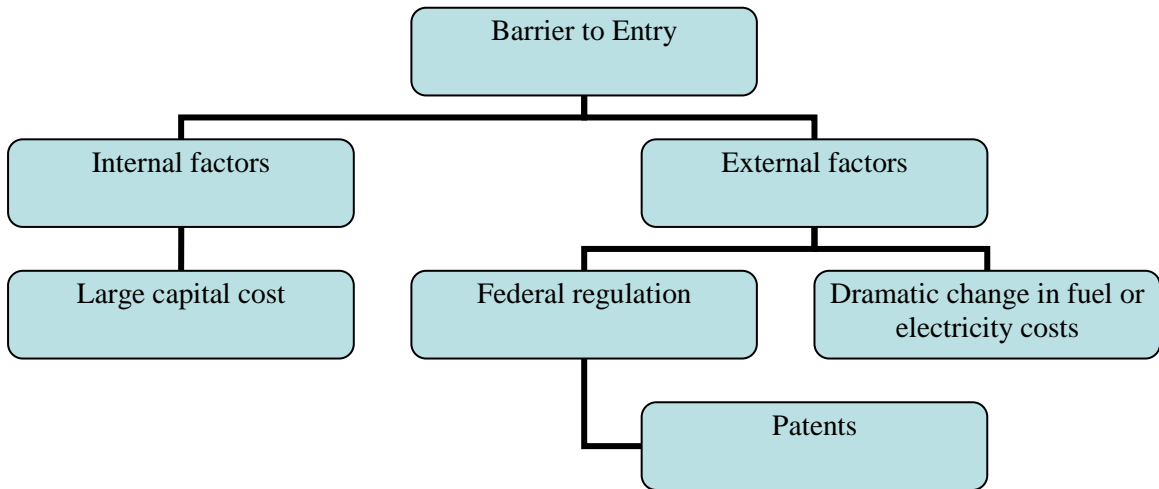 Barrier to Entry
Internal factors
External factors
Large capital cost
Federal regulation
Dramatic change in fuel or
electricity costs
Patents